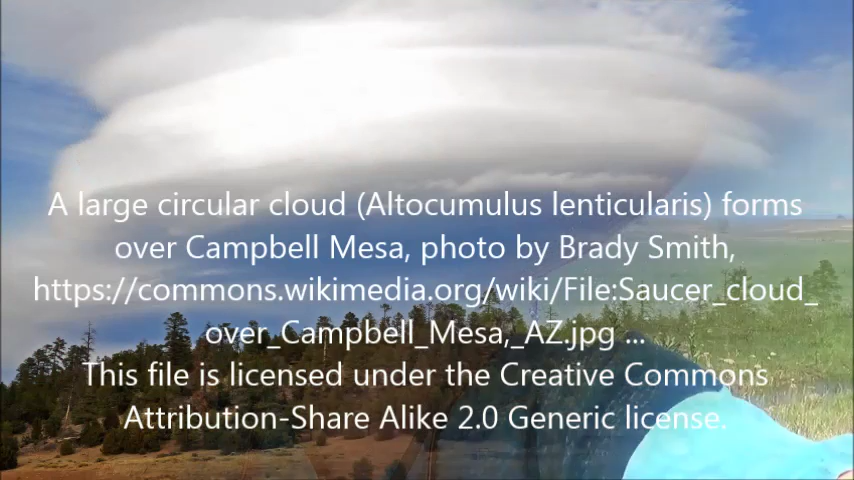 A large circular cloud (Altocumulus lenticularis) forms
over Campbell Mesa, photo by Brady Smith,
https://commons.wikimedia.org/wiki/File:Saucer_cloud_
over_Campbell_Mesa,_AZ.jpg ...
This file is licensed under the Creative Commons
Attribution-Share Alike 2.0 Generic license.